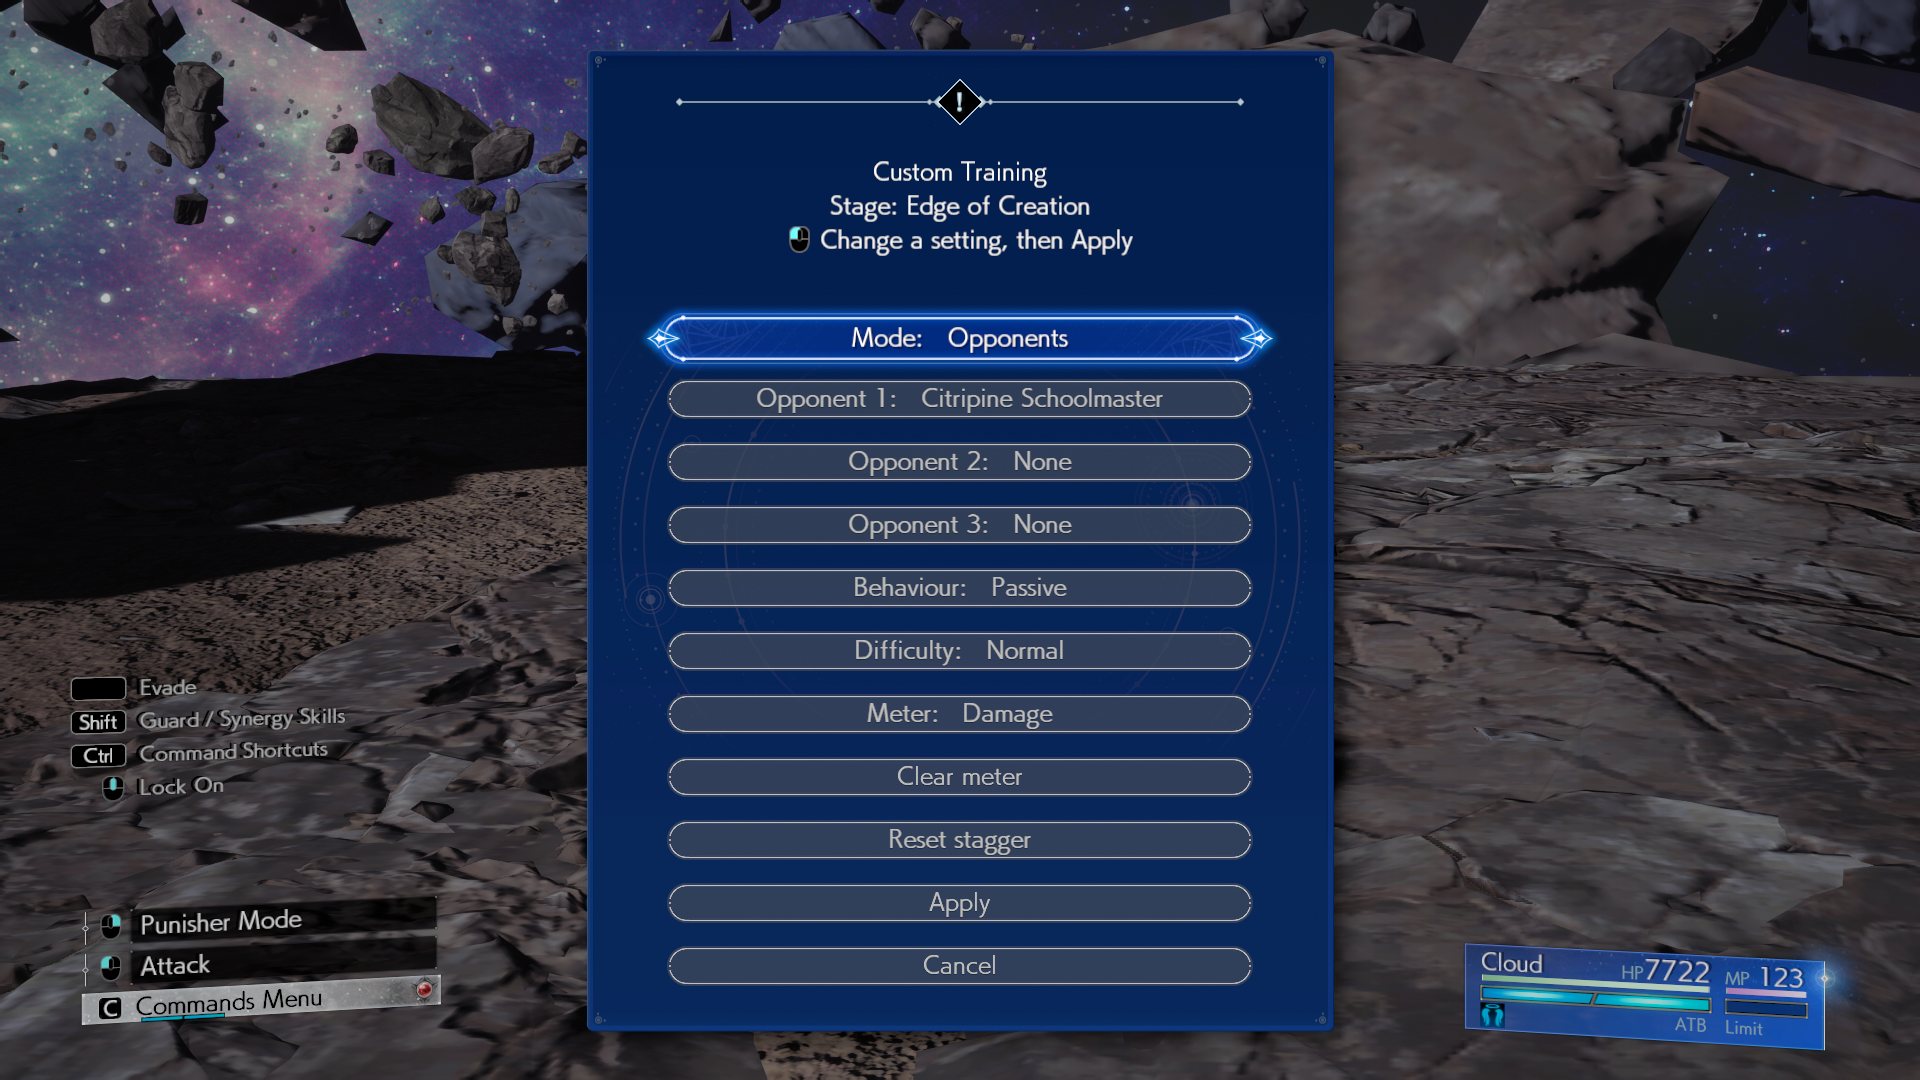 !
Custom Training
Stage: Edge of Creation
Change a setting, then Apply
Mode: Opponents
Opponent 1: Citripine Schoolmaster
Opponent 2: None
Opponent 3: None
Behaviour: Passive
Difficulty: Normal
Meter: Damage
Clear meter
Reset stagger
Apply
Cancel
Evade
Shift Guard / Synergy Skills
Ctrl Command Shortcuts
Lock On
Punisher Mode
Attack
C Commands Menu
Cloud HP 7722 MP 123
ATB Limit